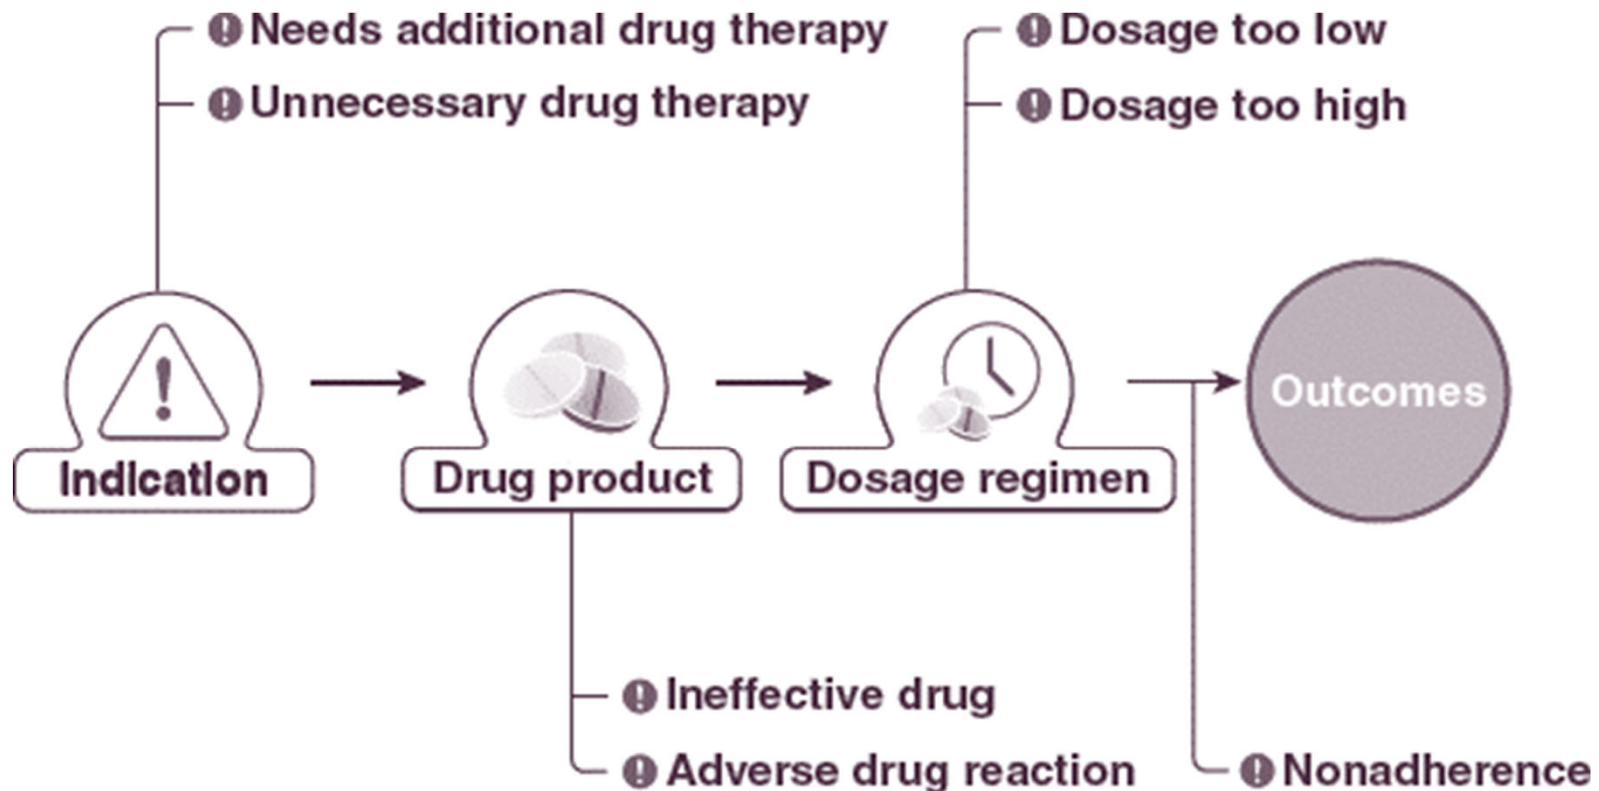 Needs additional drug therapy
Unnecessary drug therapy
Dosage too low
Dosage too high
Indication
Drug product
Dosage regimen
Outcomes
Ineffective drug
Adverse drug reaction
Nonadherence